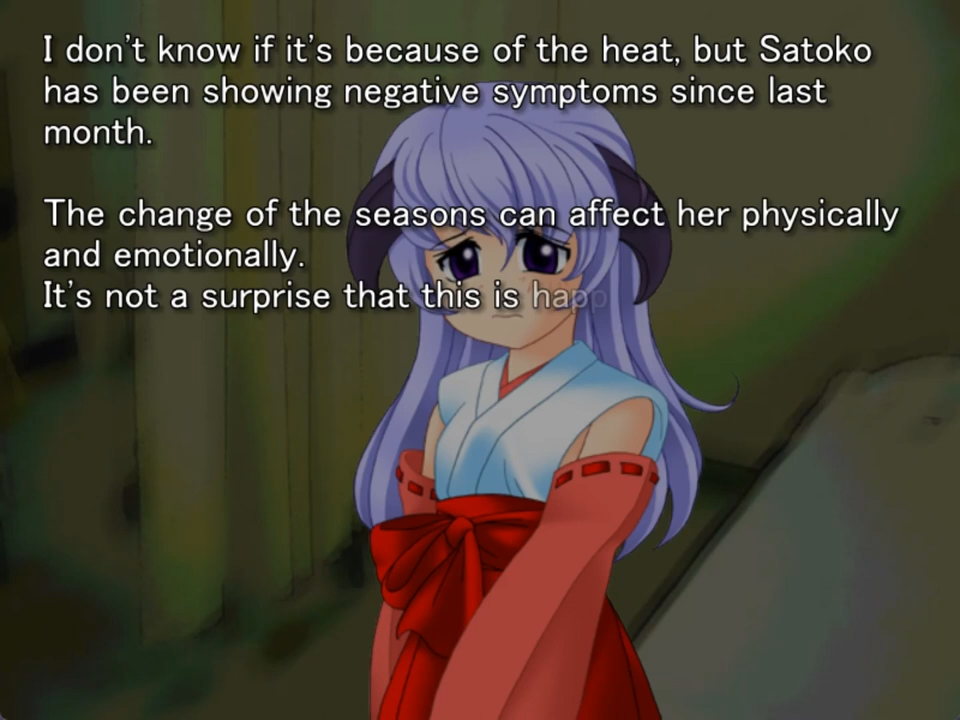 I don't know if it's because of the heat, but Satoko
has been showing negative symptoms since last
month.
The change of the seasons can affect her physically
and emotionally.
It's not a surprise that this is happ